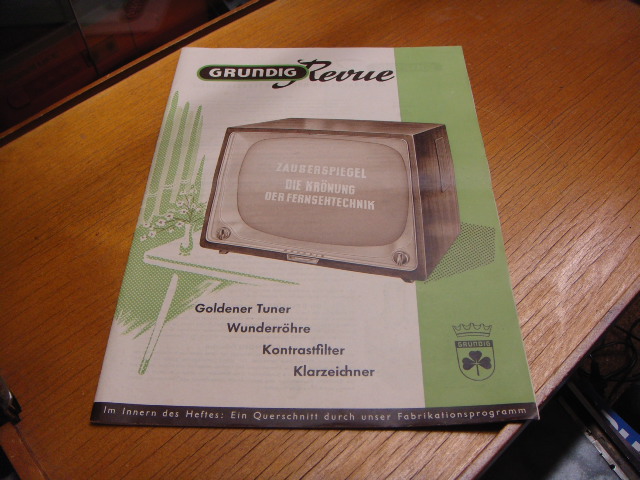 GRUNDIG Revue
ZAUBERSPIEGEL
DIE KRÖNUNG
DER FERNSEHTECHNIK
Goldener Tuner
Wunderröhre
Kontrastfilter
Klarzeichner
GRUNDIG
Im Innern des Heftes: Ein Querschnitt durch unser Fabrikationsprogramm